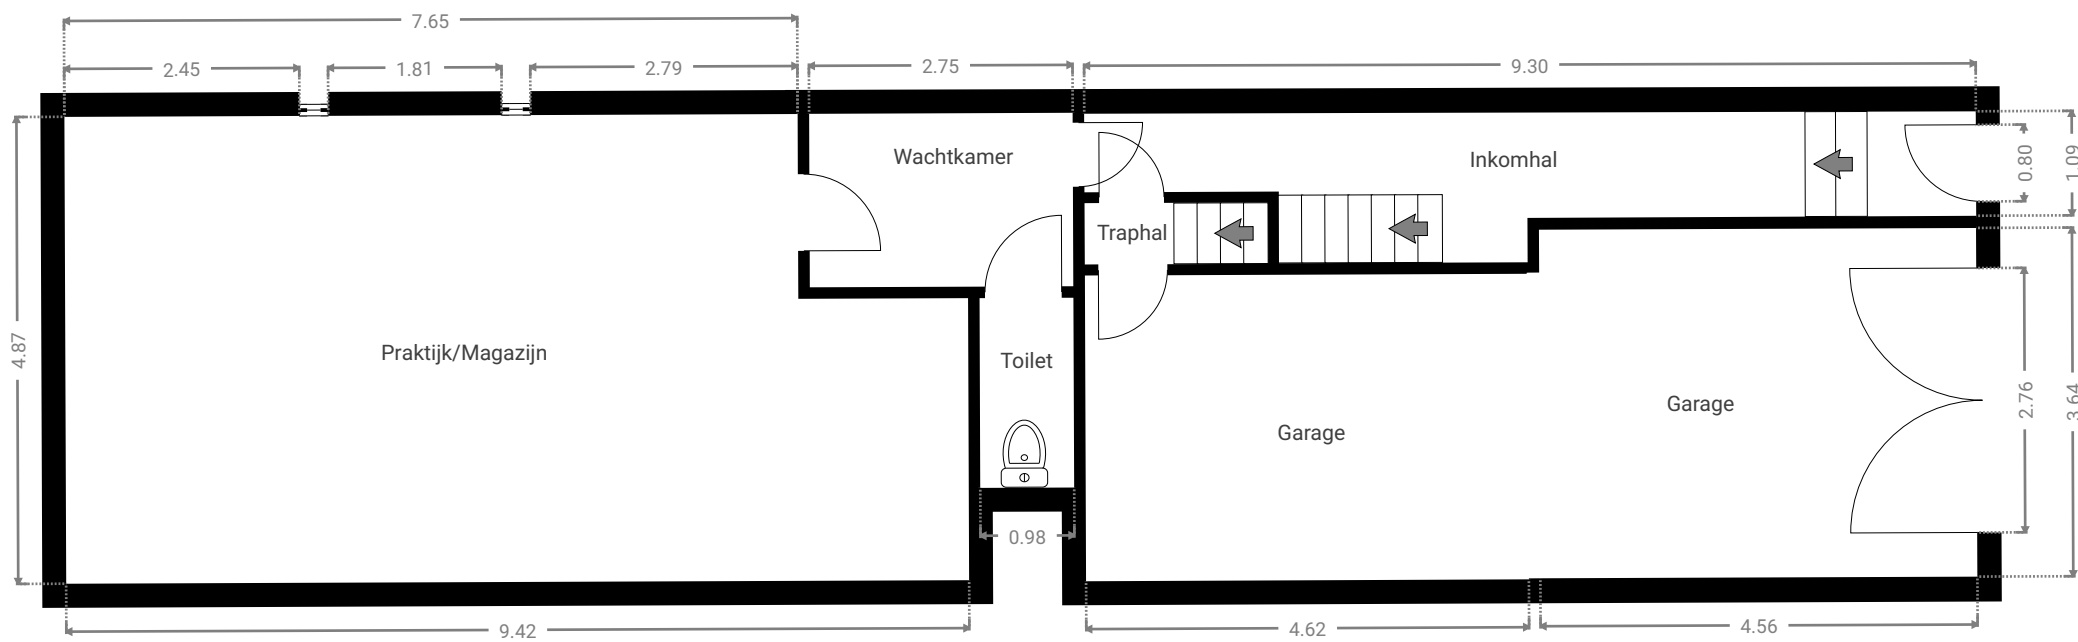 7.65
2.45
1.81
2.79
2.75
9.30
Wachtkamer
Inkomhal
0.80
1.09
Traphal
4.87
Praktijk/Magazijn
Toilet
Garage
Garage
2.76
3.64
0.98
9.42
4.62
4.56